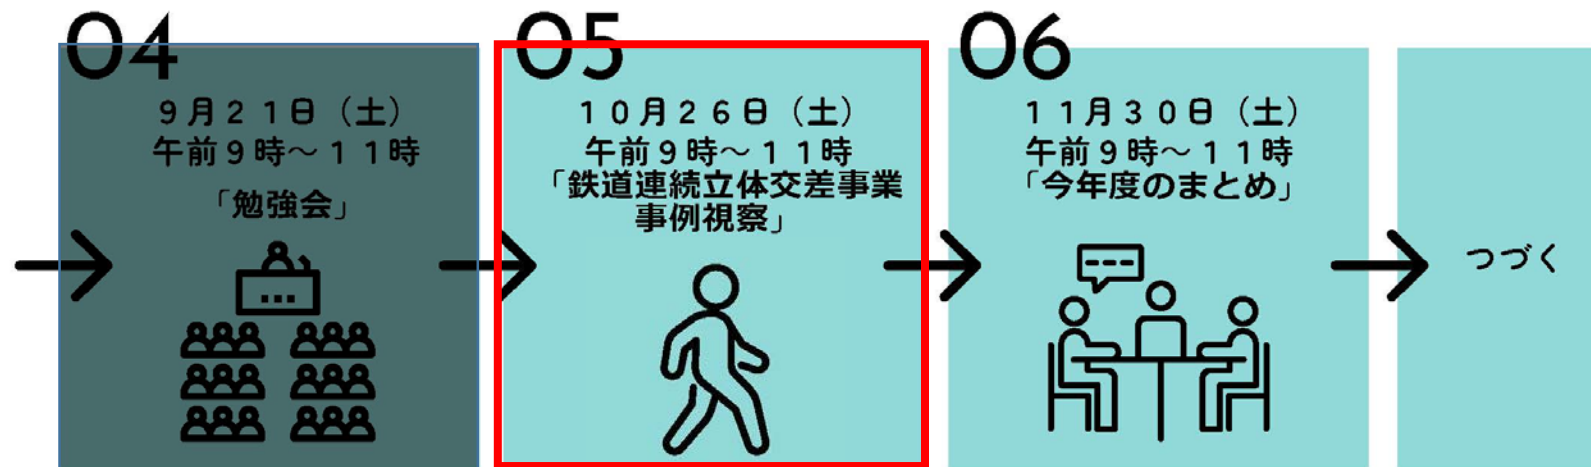 04
9月21日（土）
午前9時～11時
「勉強会」
05
10月26日（土）
午前9時～11時
「鉄道連続立体交差事業
事例視察」
06
11月30日（土）
午前9時～11時
「今年度のまとめ」
つづく